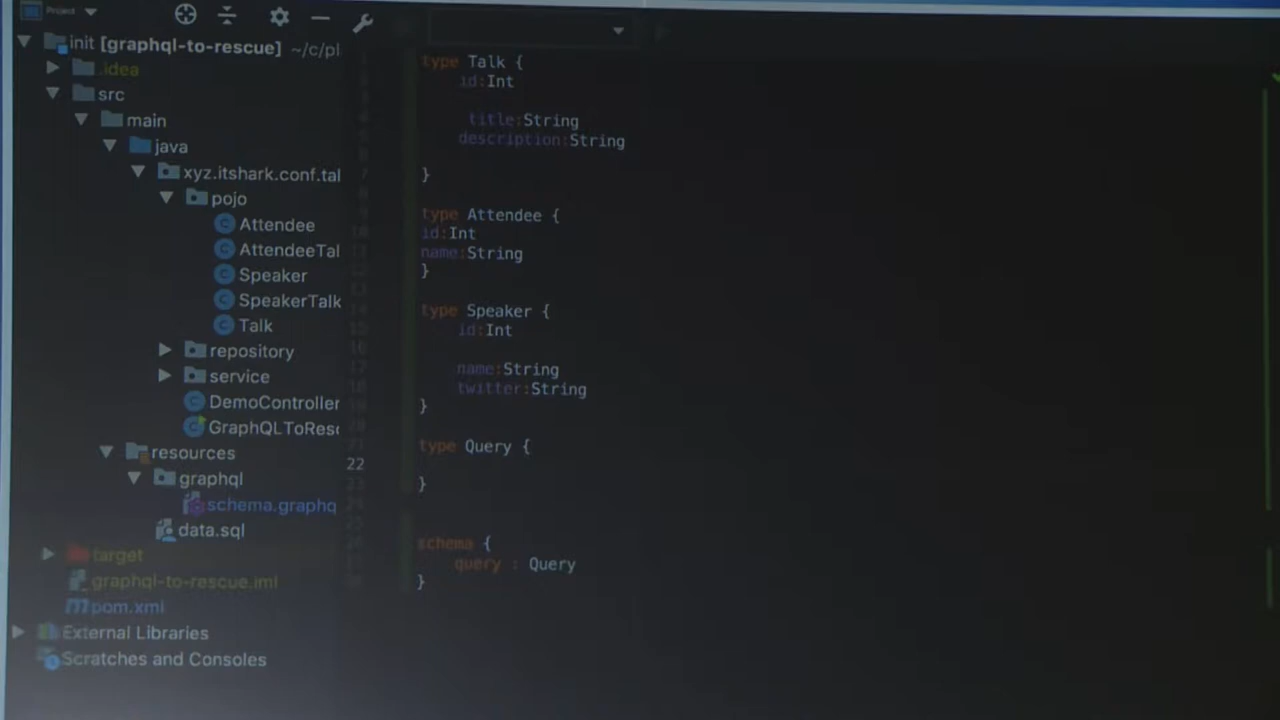 Project
init [graphql-to-rescue] ~/c/pl
.idea
src
main
java
xyz.itshark.conf.tal
pojo
Attendee
AttendeeTal
Speaker
SpeakerTalk
Talk
repository
service
DemoController
GraphQLToResc
resources
graphql
schema.graphq
data.sql
target
graphql-to-rescue.iml
pom.xml
External Libraries
Scratches and Consoles
type Talk {
id:Int
title:String
description:String
}
type Attendee {
id:Int
name:String
}
type Speaker {
id:Int
name:String
twitter:String
}
type Query {
22
}
schema {
query : Query
}